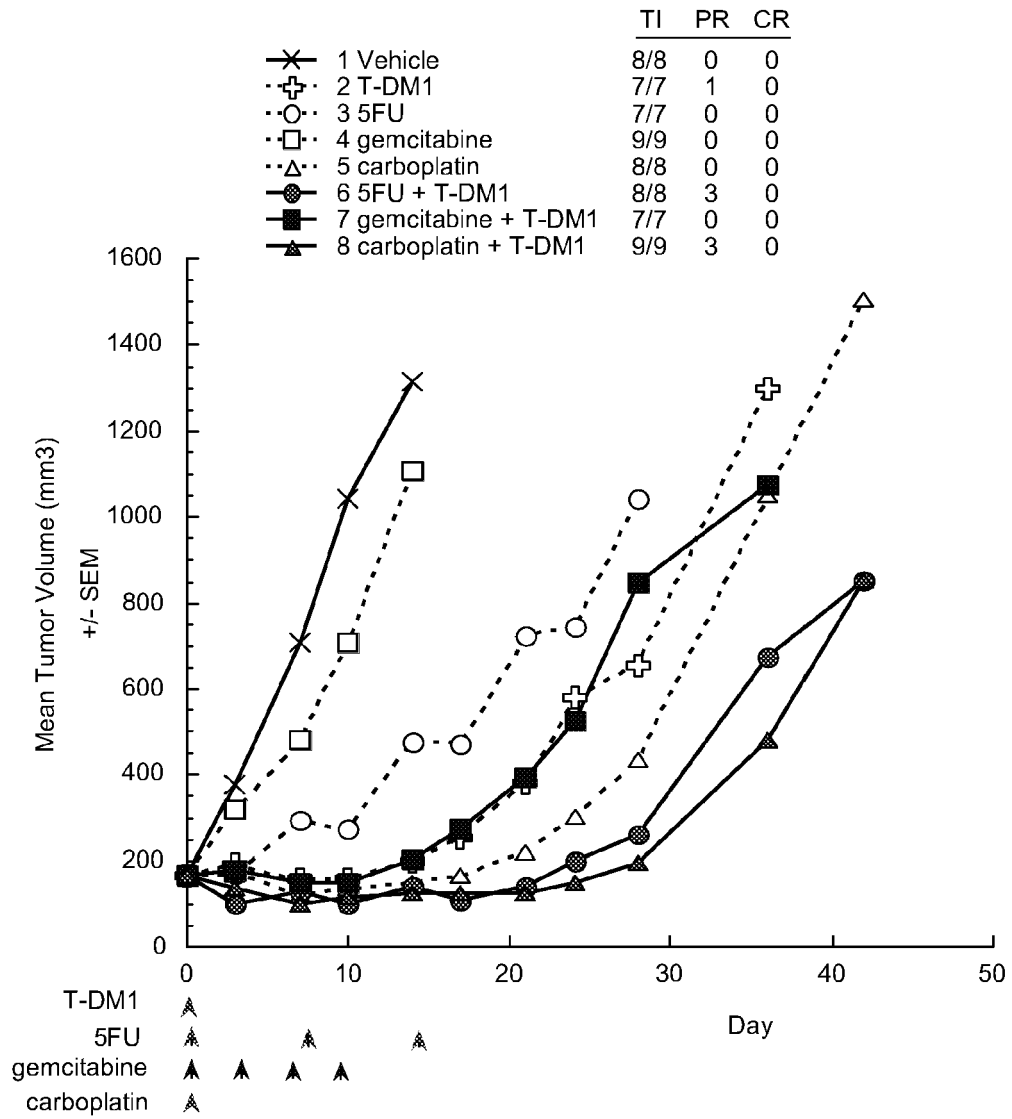 TI PR CR
1 Vehicle 8/8 0 0
2 T-DM1 7/7 1 0
3 5FU 7/7 0 0
4 gemcitabine 9/9 0 0
5 carboplatin 8/8 0 0
6 5FU + T-DM1 8/8 3 0
7 gemcitabine + T-DM1 7/7 0 0
8 carboplatin + T-DM1 9/9 3 0
1600
1400
1200
1000
800
600
400
200
0
Mean Tumor Volume (mm3)
+/- SEM
0 10 20 30 40 50
Day
T-DM1
5FU
gemcitabine
carboplatin